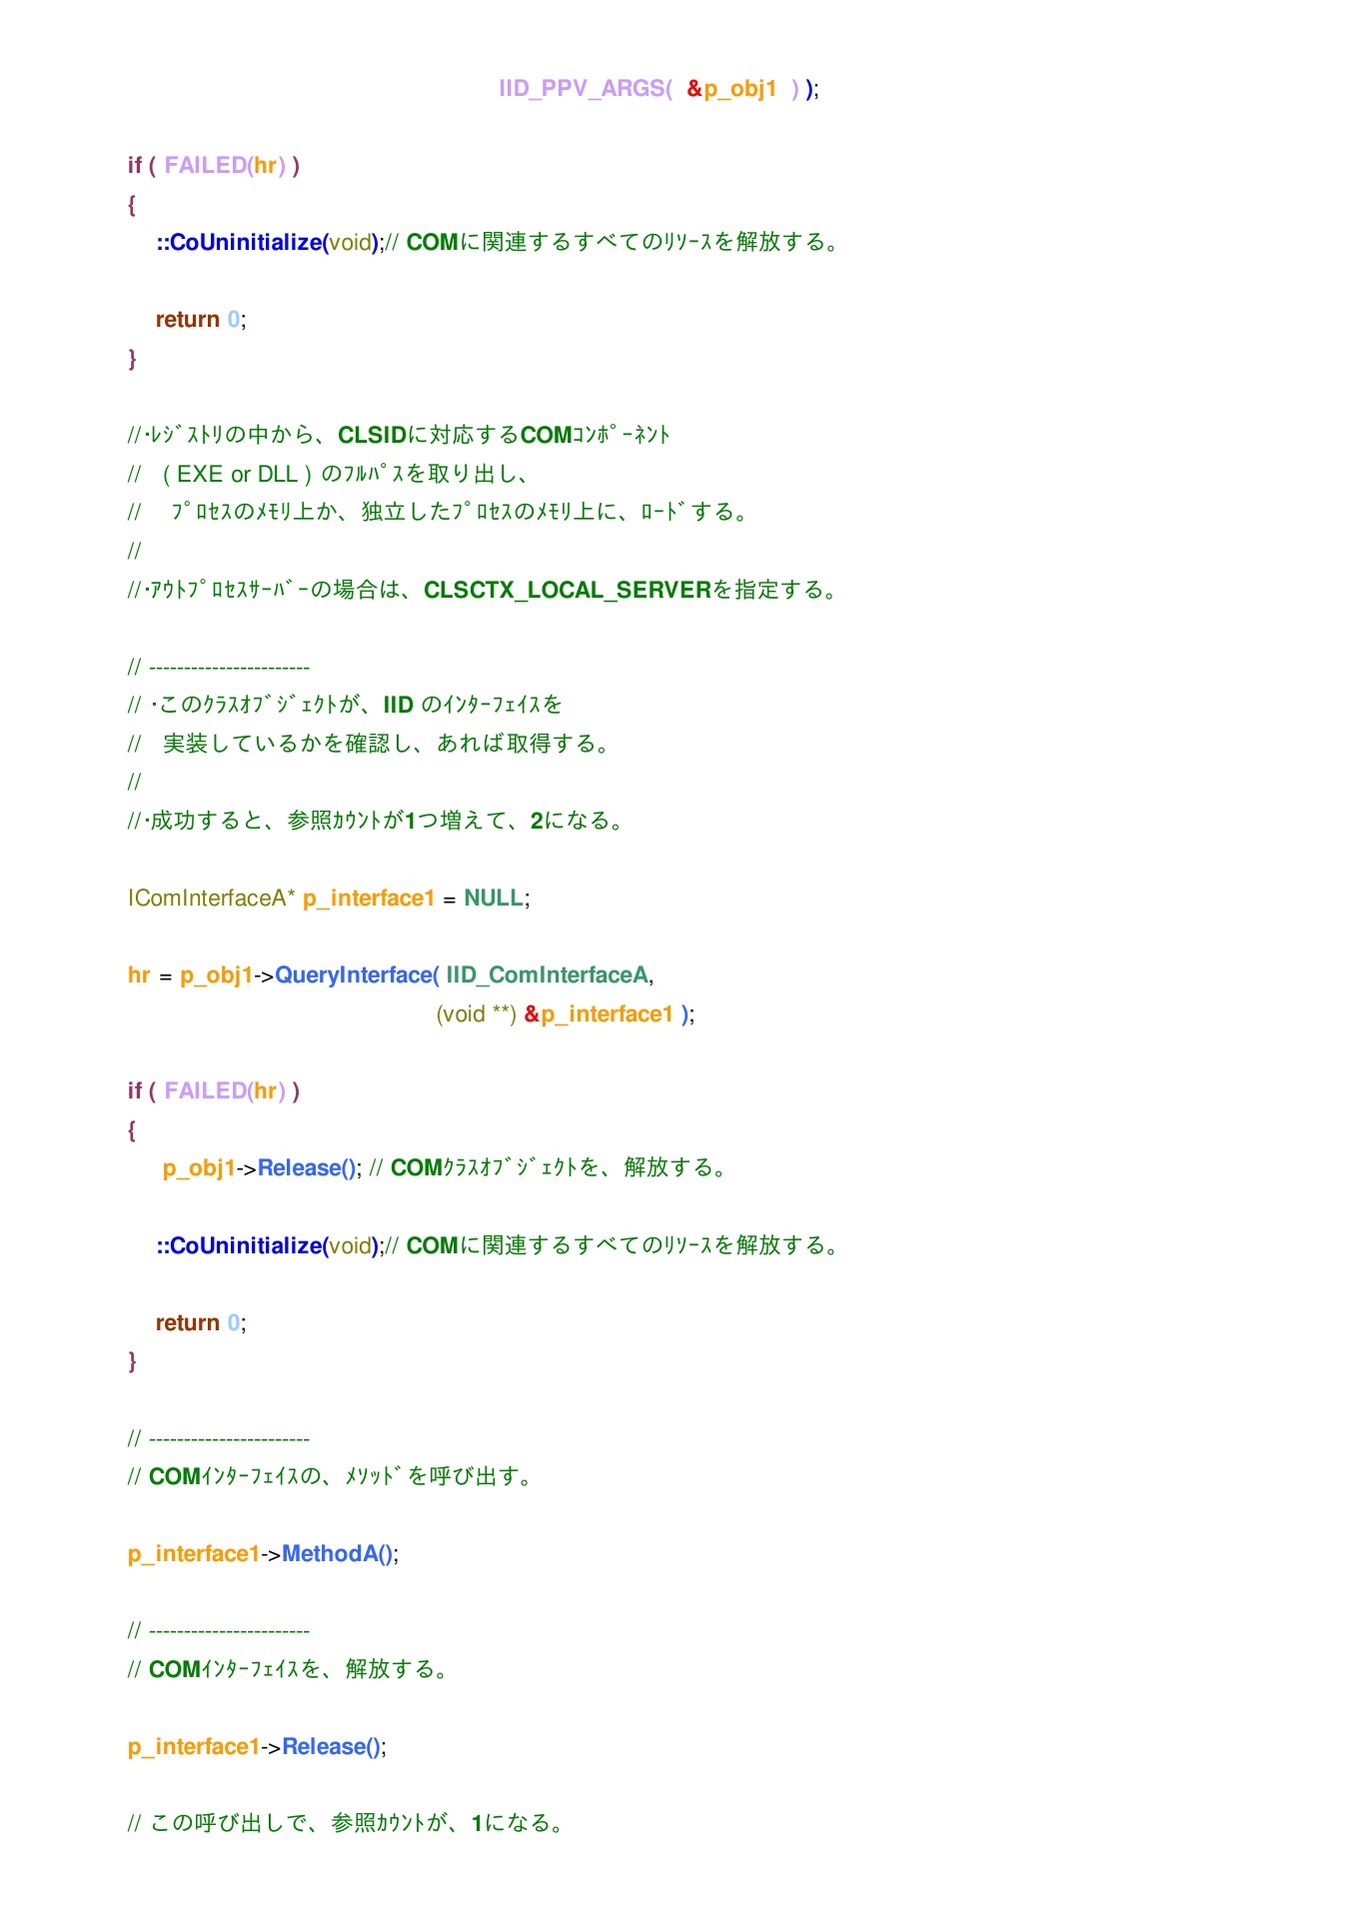 IID_PPV_ARGS(  &p_obj1  ) );
if ( FAILED(hr) )
{
::CoUninitialize(void);// COMに関連するすべてのﾘｿｰｽを解放する。
return 0;
}
//･ﾚｼﾞｽﾄﾘの中から、CLSIDに対応するCOMｺﾝﾎﾟｰﾈﾝﾄ
// ( EXE or DLL ) のﾌﾙﾊﾟｽを取り出し、
// ﾌﾟﾛｾｽのﾒﾓﾘ上か、独立したﾌﾟﾛｾｽのﾒﾓﾘ上に、ﾛｰﾄﾞする。
//
//･ｱｳﾄﾌﾟﾛｾｽｻｰﾊﾞｰの場合は、CLSCTX_LOCAL_SERVERを指定する。
// -----------------------
// ･このｸﾗｽｵﾌﾞｼﾞｪｸﾄが、IID のｲﾝﾀｰﾌｪｲｽを
// 実装しているかを確認し、あれば取得する。
//
//･成功すると、参照ｶｳﾝﾄが1つ増えて、2になる。
IComInterfaceA* p_interface1 = NULL;
hr = p_obj1->QueryInterface( IID_ComInterfaceA,
(void **) &p_interface1 );
if ( FAILED(hr) )
{
p_obj1->Release(); // COMｸﾗｽｵﾌﾞｼﾞｪｸﾄを、解放する。
::CoUninitialize(void);// COMに関連するすべてのﾘｿｰｽを解放する。
return 0;
}
// -----------------------
// COMｲﾝﾀｰﾌｪｲｽの、ﾒｿｯﾄﾞを呼び出す。
p_interface1->MethodA();
// -----------------------
// COMｲﾝﾀｰﾌｪｲｽを、解放する。
p_interface1->Release();
// この呼び出しで、参照ｶｳﾝﾄが、1になる。